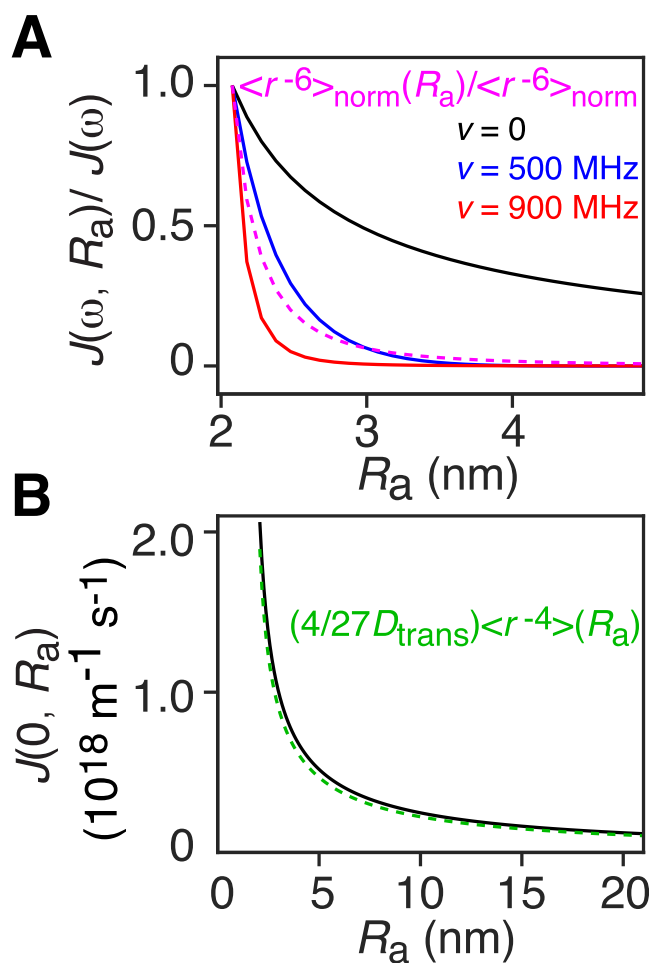 A
J(ω, Ra)/ J(ω)
1.0
0.5
0
<r -6>norm(Ra)/<r -6>norm
ν = 0
ν = 500 MHz
ν = 900 MHz
2 3 4
Ra (nm)
B
J(0, Ra)
(10¹⁸ m⁻¹ s⁻¹)
2.0
1.0
0
(4/27Dtrans)<r -4>(Ra)
0 5 10 15 20
Ra (nm)